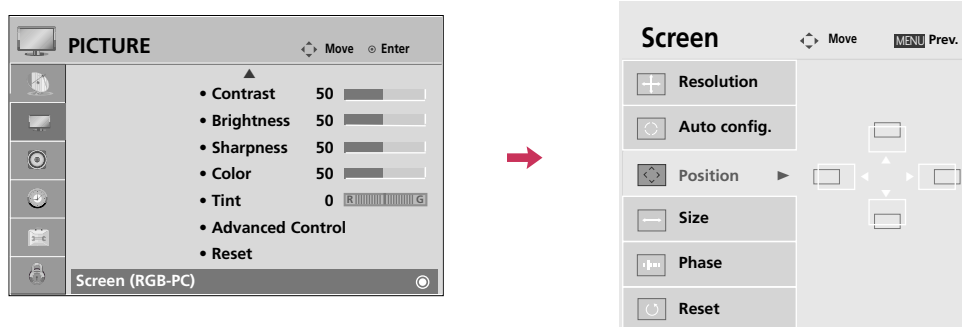 PICTURE
Move
Enter
• Contrast 50
• Brightness 50
• Sharpness 50
• Color 50
• Tint 0 R G
• Advanced Control
• Reset
Screen (RGB-PC)
Screen
Move
MENU Prev.
Resolution
Auto config.
Position
Size
Phase
Reset